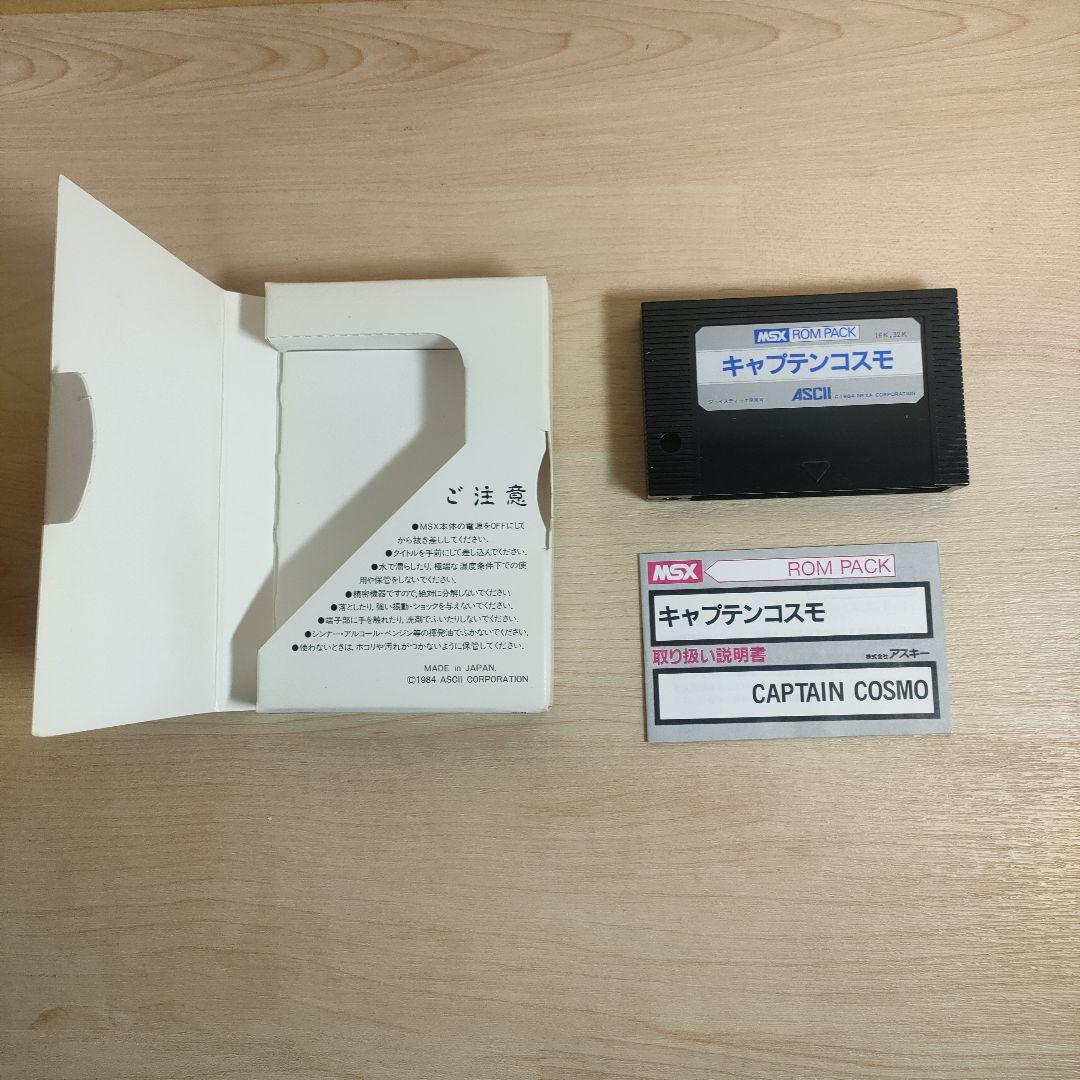 ご注意
●MSX本体の電源をOFFにして
から抜き差ししてください.
●タイトルを手前にして差し込んでください.
●水で濡らしたり, 極端な温度条件下での使
用や保管をしないでください.
●精密機器ですので, 絶対に分解しないでください.
●落としたり, 強い振動・ショックを与えないでください.
●端子部に手を触れたり, 洗剤でふいたりしないでください.
●シンナー・アルコール・ベンジン等の揮発油でふかないでください.
●使わないときは, ホコリや汚れがつかないように保管してください.
MADE in JAPAN.
©1984 ASCII CORPORATION
MSX ROM PACK 16K, 32K
キャプテンコスモ
ASCII
CORPORATION
MSX ROM PACK
キャプテンコスモ
取り扱い説明書 株式会社アスキー
CAPTAIN COSMO